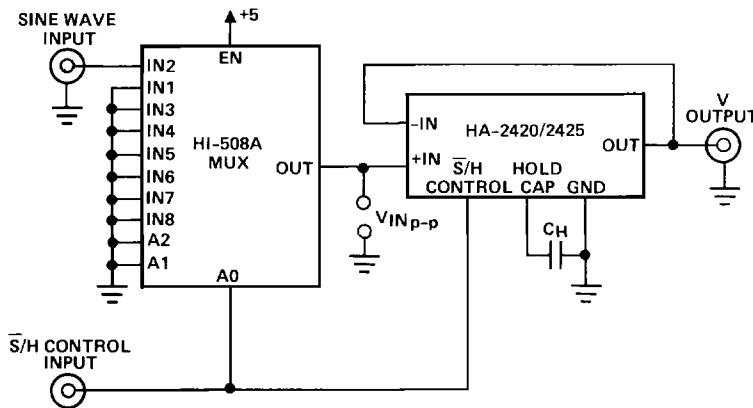 SINE WAVE
INPUT
+5
EN
IN2
IN1
IN3
IN4
IN5
IN6
IN7
IN8
A2
A1
HI-508A
MUX
OUT
A0
VINp-p
-IN
+IN
HA-2420/2425
S̅/H
CONTROL
HOLD
CAP
GND
OUT
CH
V
OUTPUT
S̅/H CONTROL
INPUT